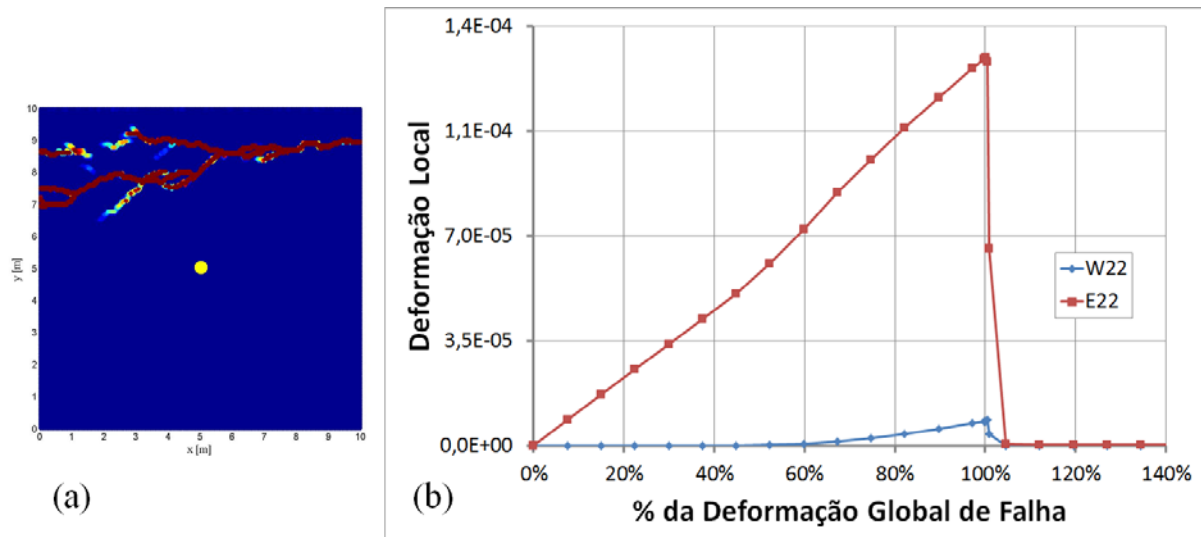 10
9
8
7
6
5
4
3
2
1
0
y [m]
0 1 2 3 4 5 6 7 8 9 10
x [m]
(a)
1,4E-04
1,1E-04
7,0E-05
3,5E-05
0,0E+00
Deformação Local
W22
E22
0% 20% 40% 60% 80% 100% 120% 140%
% da Deformação Global de Falha
(b)